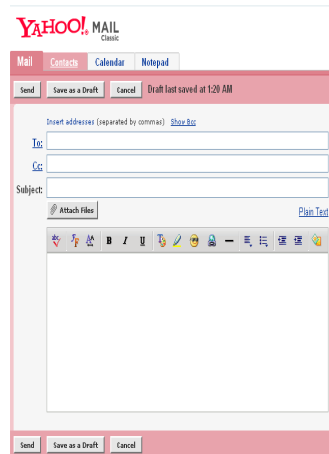 YAHOO! MAIL
Classic
Mail Contacts Calendar Notepad
Send Save as a Draft Cancel Draft last saved at 1:20 AM
Insert addresses (separated by commas) Show Bcc
To:
Cc:
Subject:
Attach Files Plain Text
B I U
Send Save as a Draft Cancel